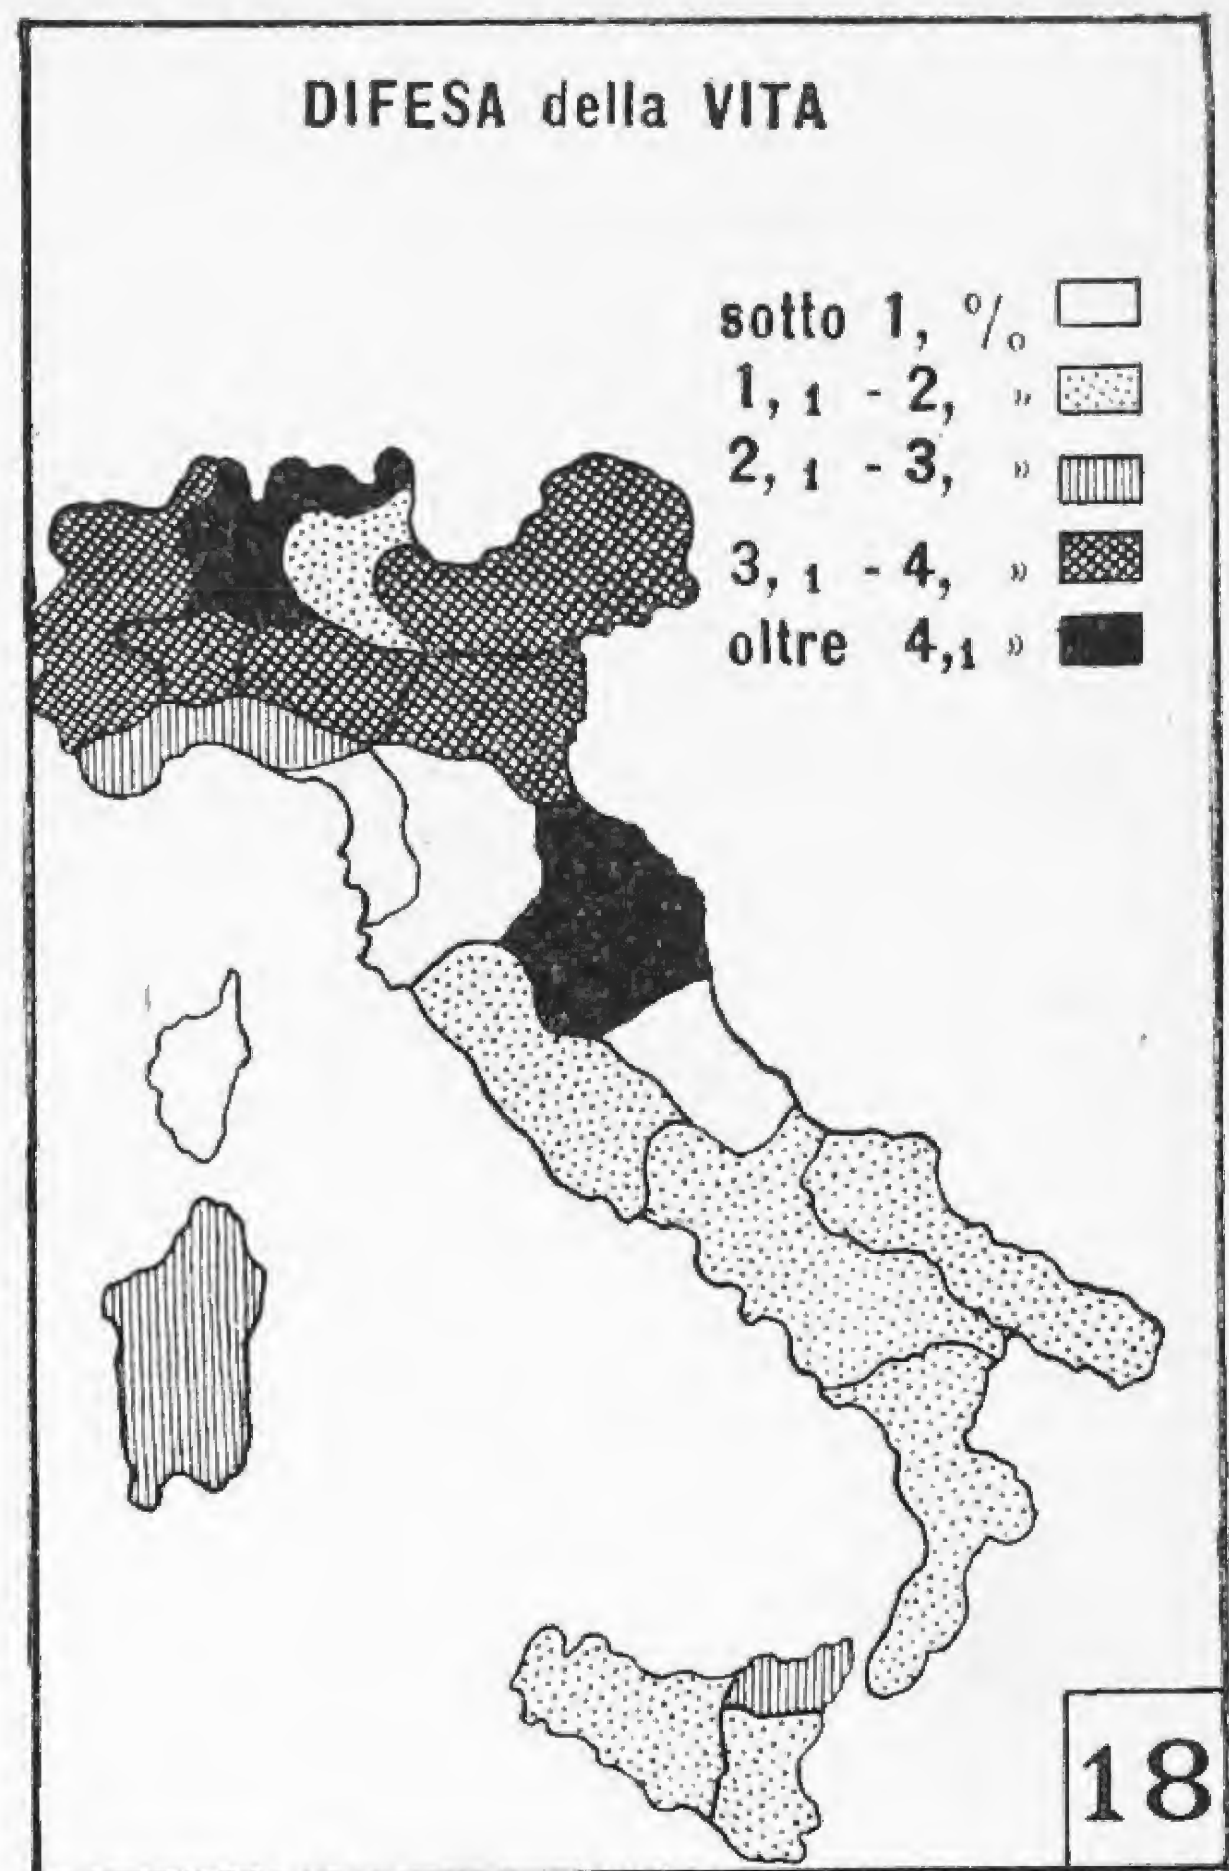 DIFESA della VITA
sotto 1, %
1,1 - 2, »
2,1 - 3, »
3,1 - 4, »
oltre 4,1 »
18